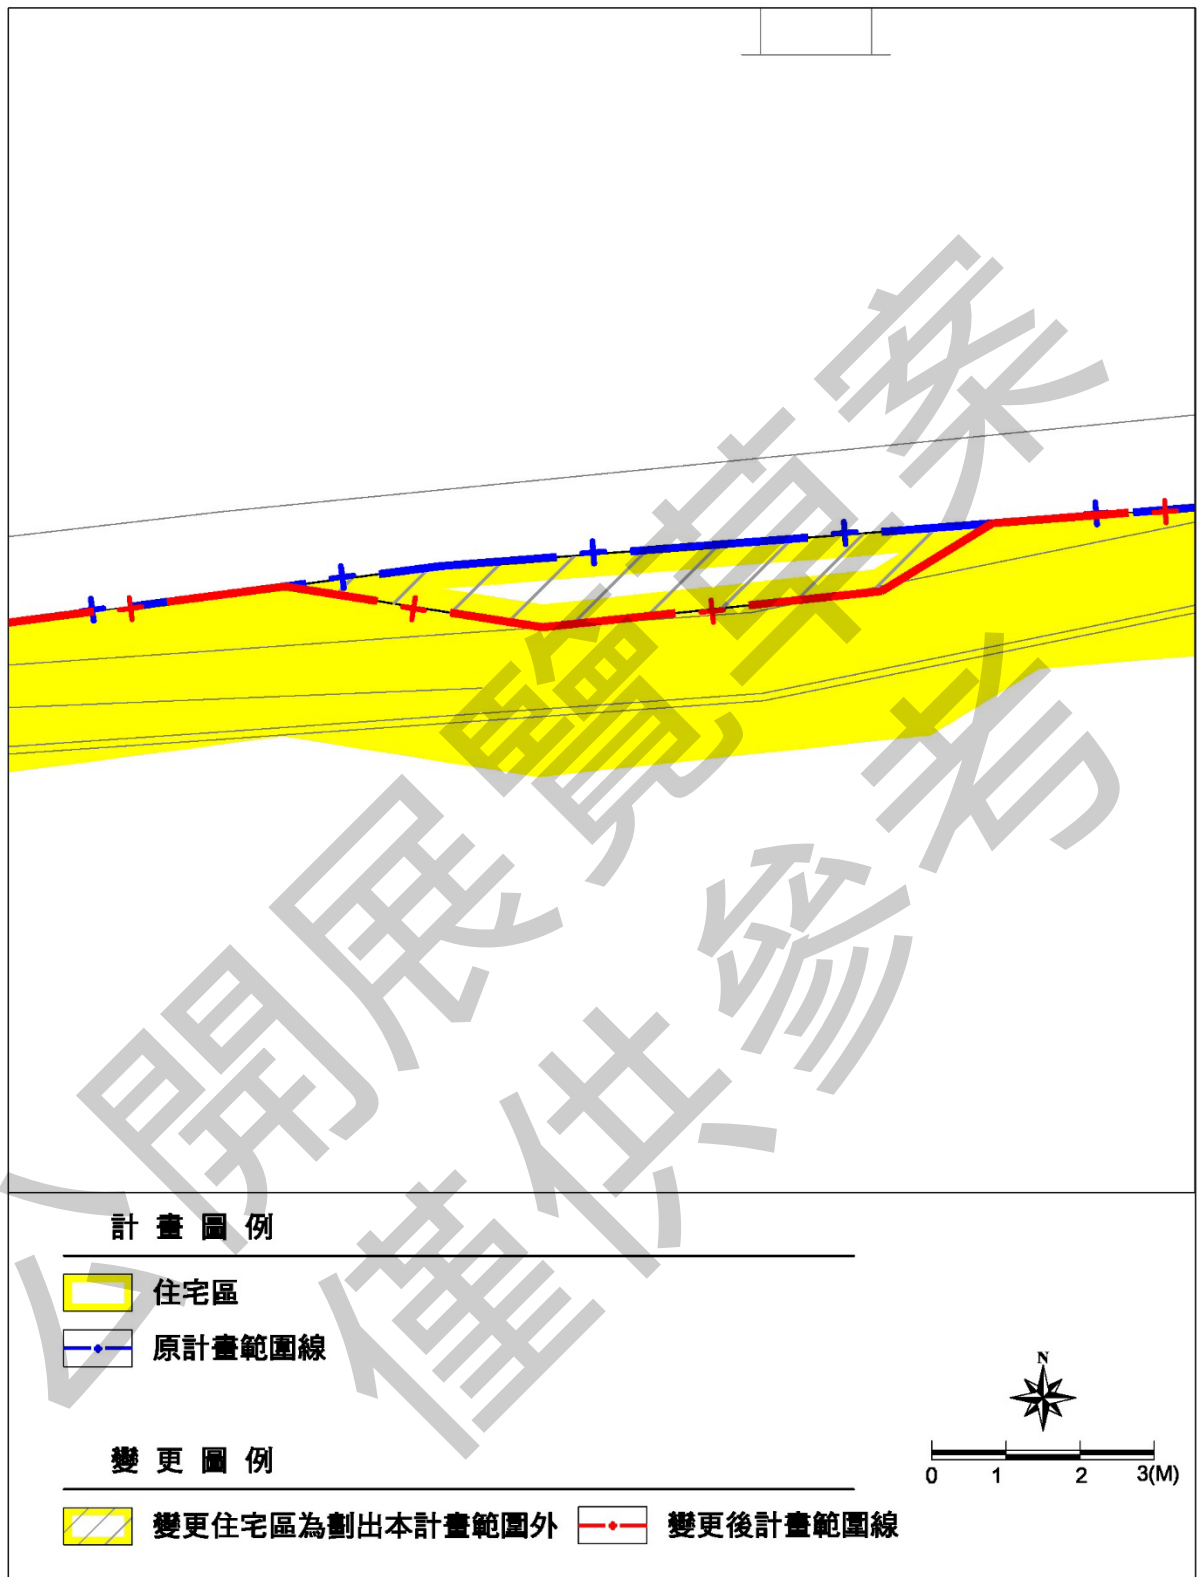 公開展覽草案
僅供參考
計畫圖例
住宅區
原計畫範圍線
變更圖例
變更住宅區為劃出本計畫範圍外
變更後計畫範圍線
N
0 1 2 3(M)